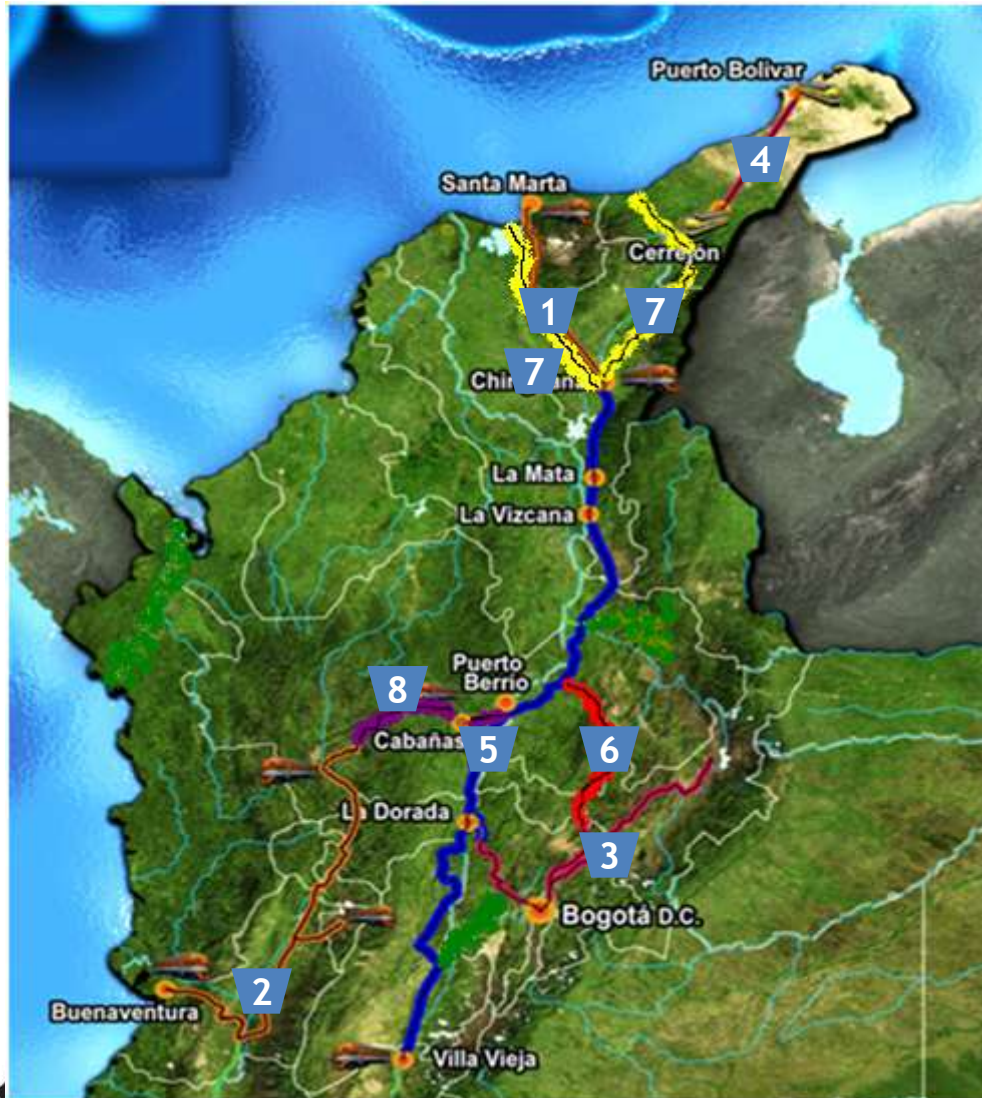 Puerto Bolivar
4
Santa Marta
Cerrejón
1
7
7
La Mata
La Vizcana
Puerto
Berrio
8
Cabañas
5
6
La Dorada
3
Bogotá D.C.
2
Buenaventura
Villa Vieja